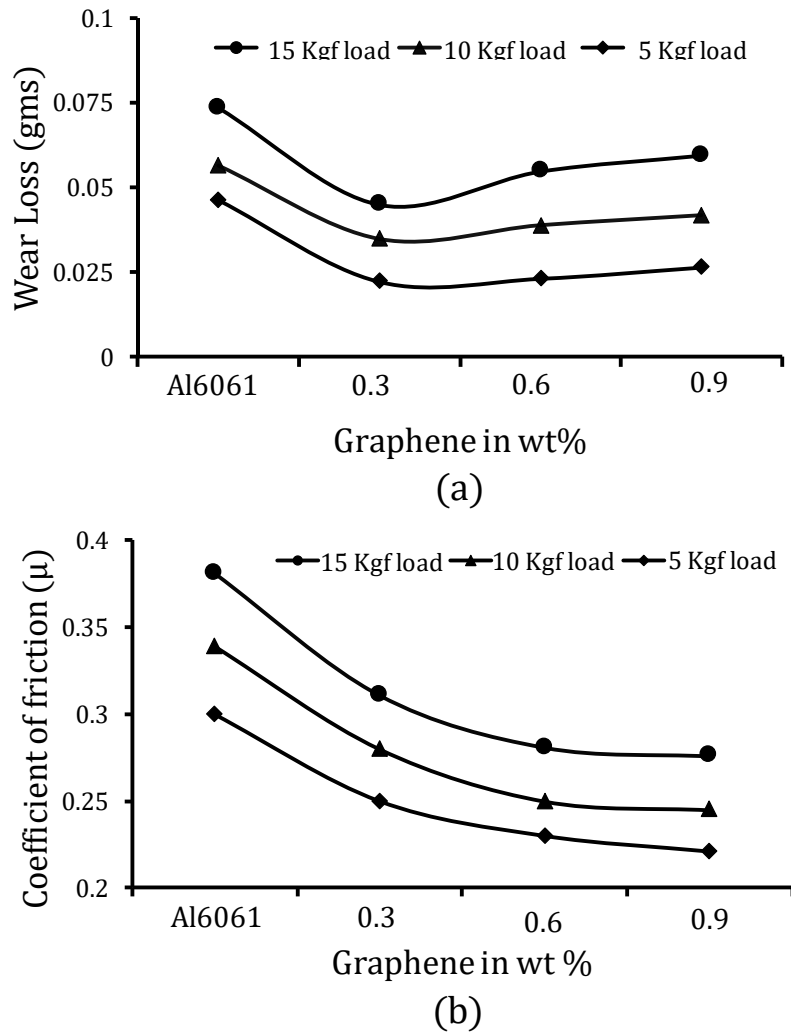 0.1
15 Kgf load 10 Kgf load 5 Kgf load
0.075
0.05
0.025
0
Wear Loss (gms)
Al6061 0.3 0.6 0.9
Graphene in wt%
(a)
0.4
15 Kgf load 10 Kgf load 5 Kgf load
0.35
0.3
0.25
0.2
Coefficient of friction (μ)
Al6061 0.3 0.6 0.9
Graphene in wt %
(b)